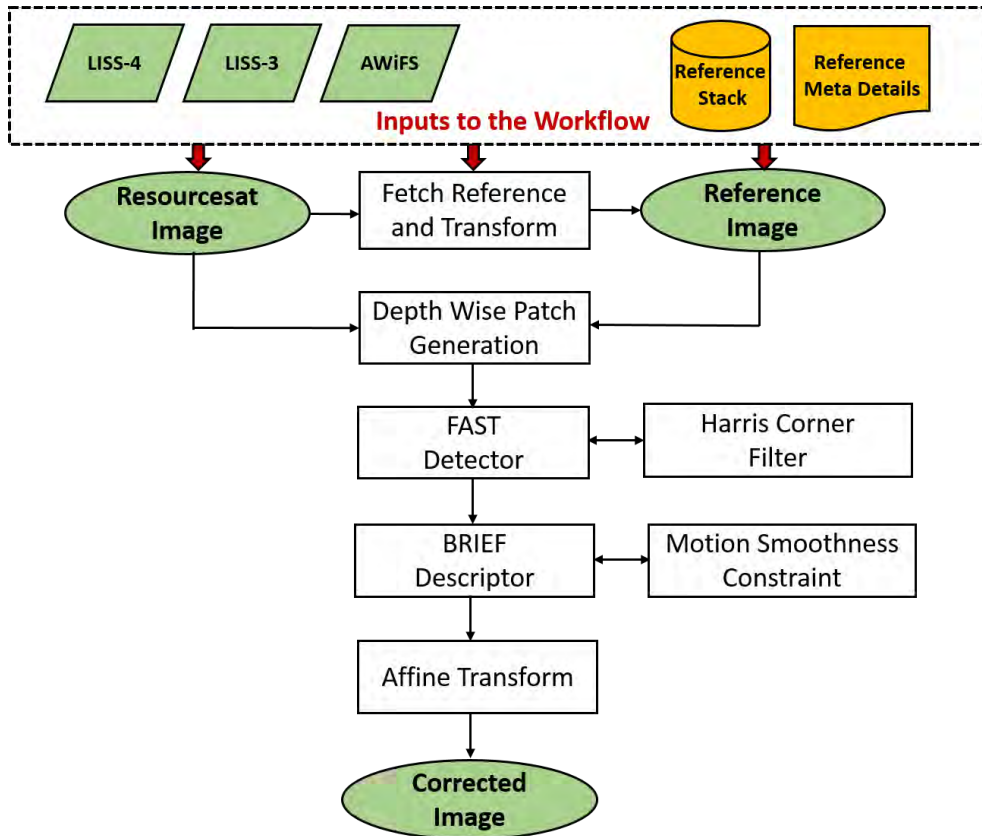 LISS-4
LISS-3
AWiFS
Reference
Stack
Reference
Meta Details
Inputs to the Workflow
Resourcesat
Image
Fetch Reference
and Transform
Reference
Image
Depth Wise Patch
Generation
FAST
Detector
Harris Corner
Filter
BRIEF
Descriptor
Motion Smoothness
Constraint
Affine Transform
Corrected
Image